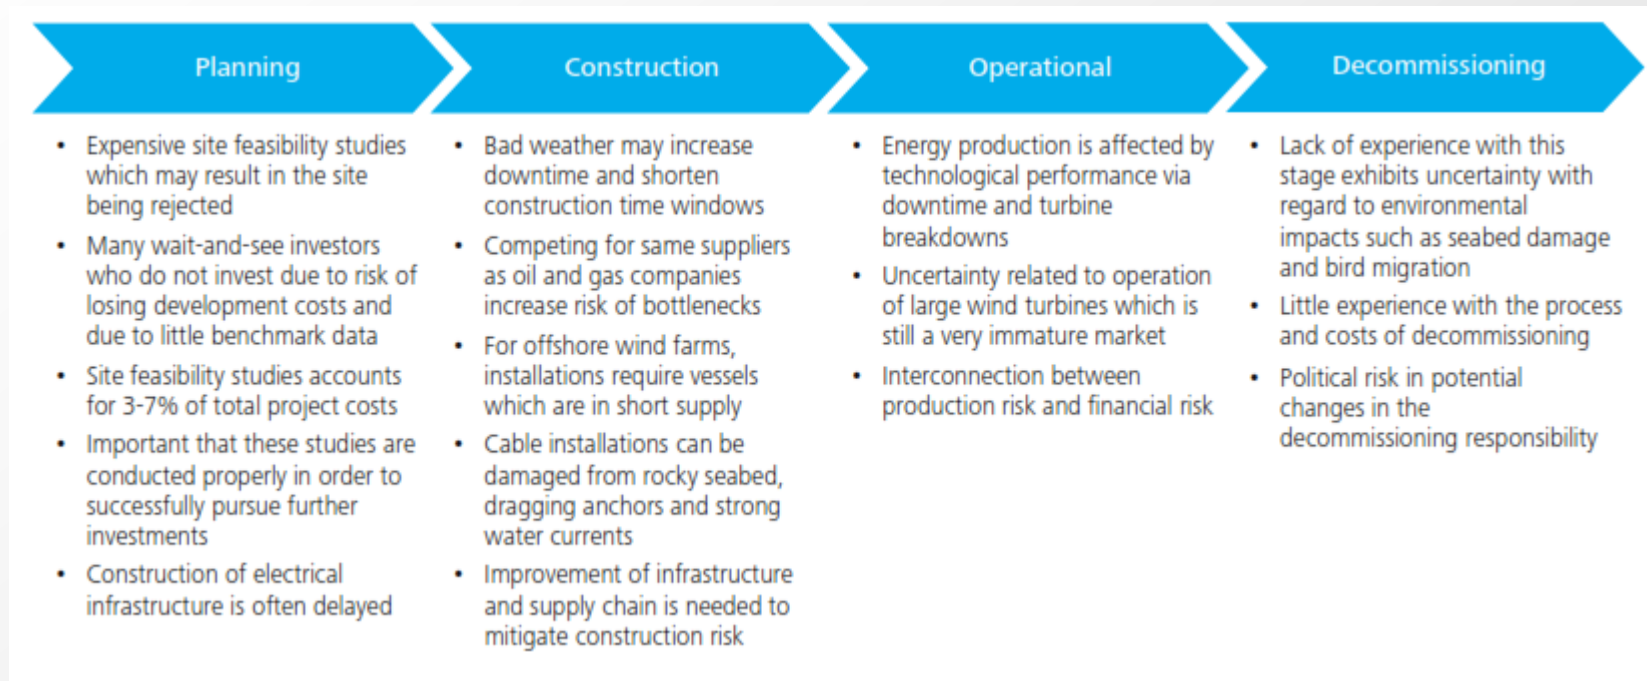 Planning
• Expensive site feasibility studies
which may result in the site
being rejected
• Many wait-and-see investors
who do not invest due to risk of
losing development costs and
due to little benchmark data
• Site feasibility studies accounts
for 3-7% of total project costs
• Important that these studies are
conducted properly in order to
successfully pursue further
investments
• Construction of electrical
infrastructure is often delayed
Construction
• Bad weather may increase
downtime and shorten
construction time windows
• Competing for same suppliers
as oil and gas companies
increase risk of bottlenecks
• For offshore wind farms,
installations require vessels
which are in short supply
• Cable installations can be
damaged from rocky seabed,
dragging anchors and strong
water currents
• Improvement of infrastructure
and supply chain is needed to
mitigate construction risk
Operational
• Energy production is affected by
technological performance via
downtime and turbine
breakdowns
• Uncertainty related to operation
of large wind turbines which is
still a very immature market
• Interconnection between
production risk and financial risk
Decommissioning
• Lack of experience with this
stage exhibits uncertainty with
regard to environmental
impacts such as seabed damage
and bird migration
• Little experience with the process
and costs of decommissioning
• Political risk in potential
changes in the
decommissioning responsibility